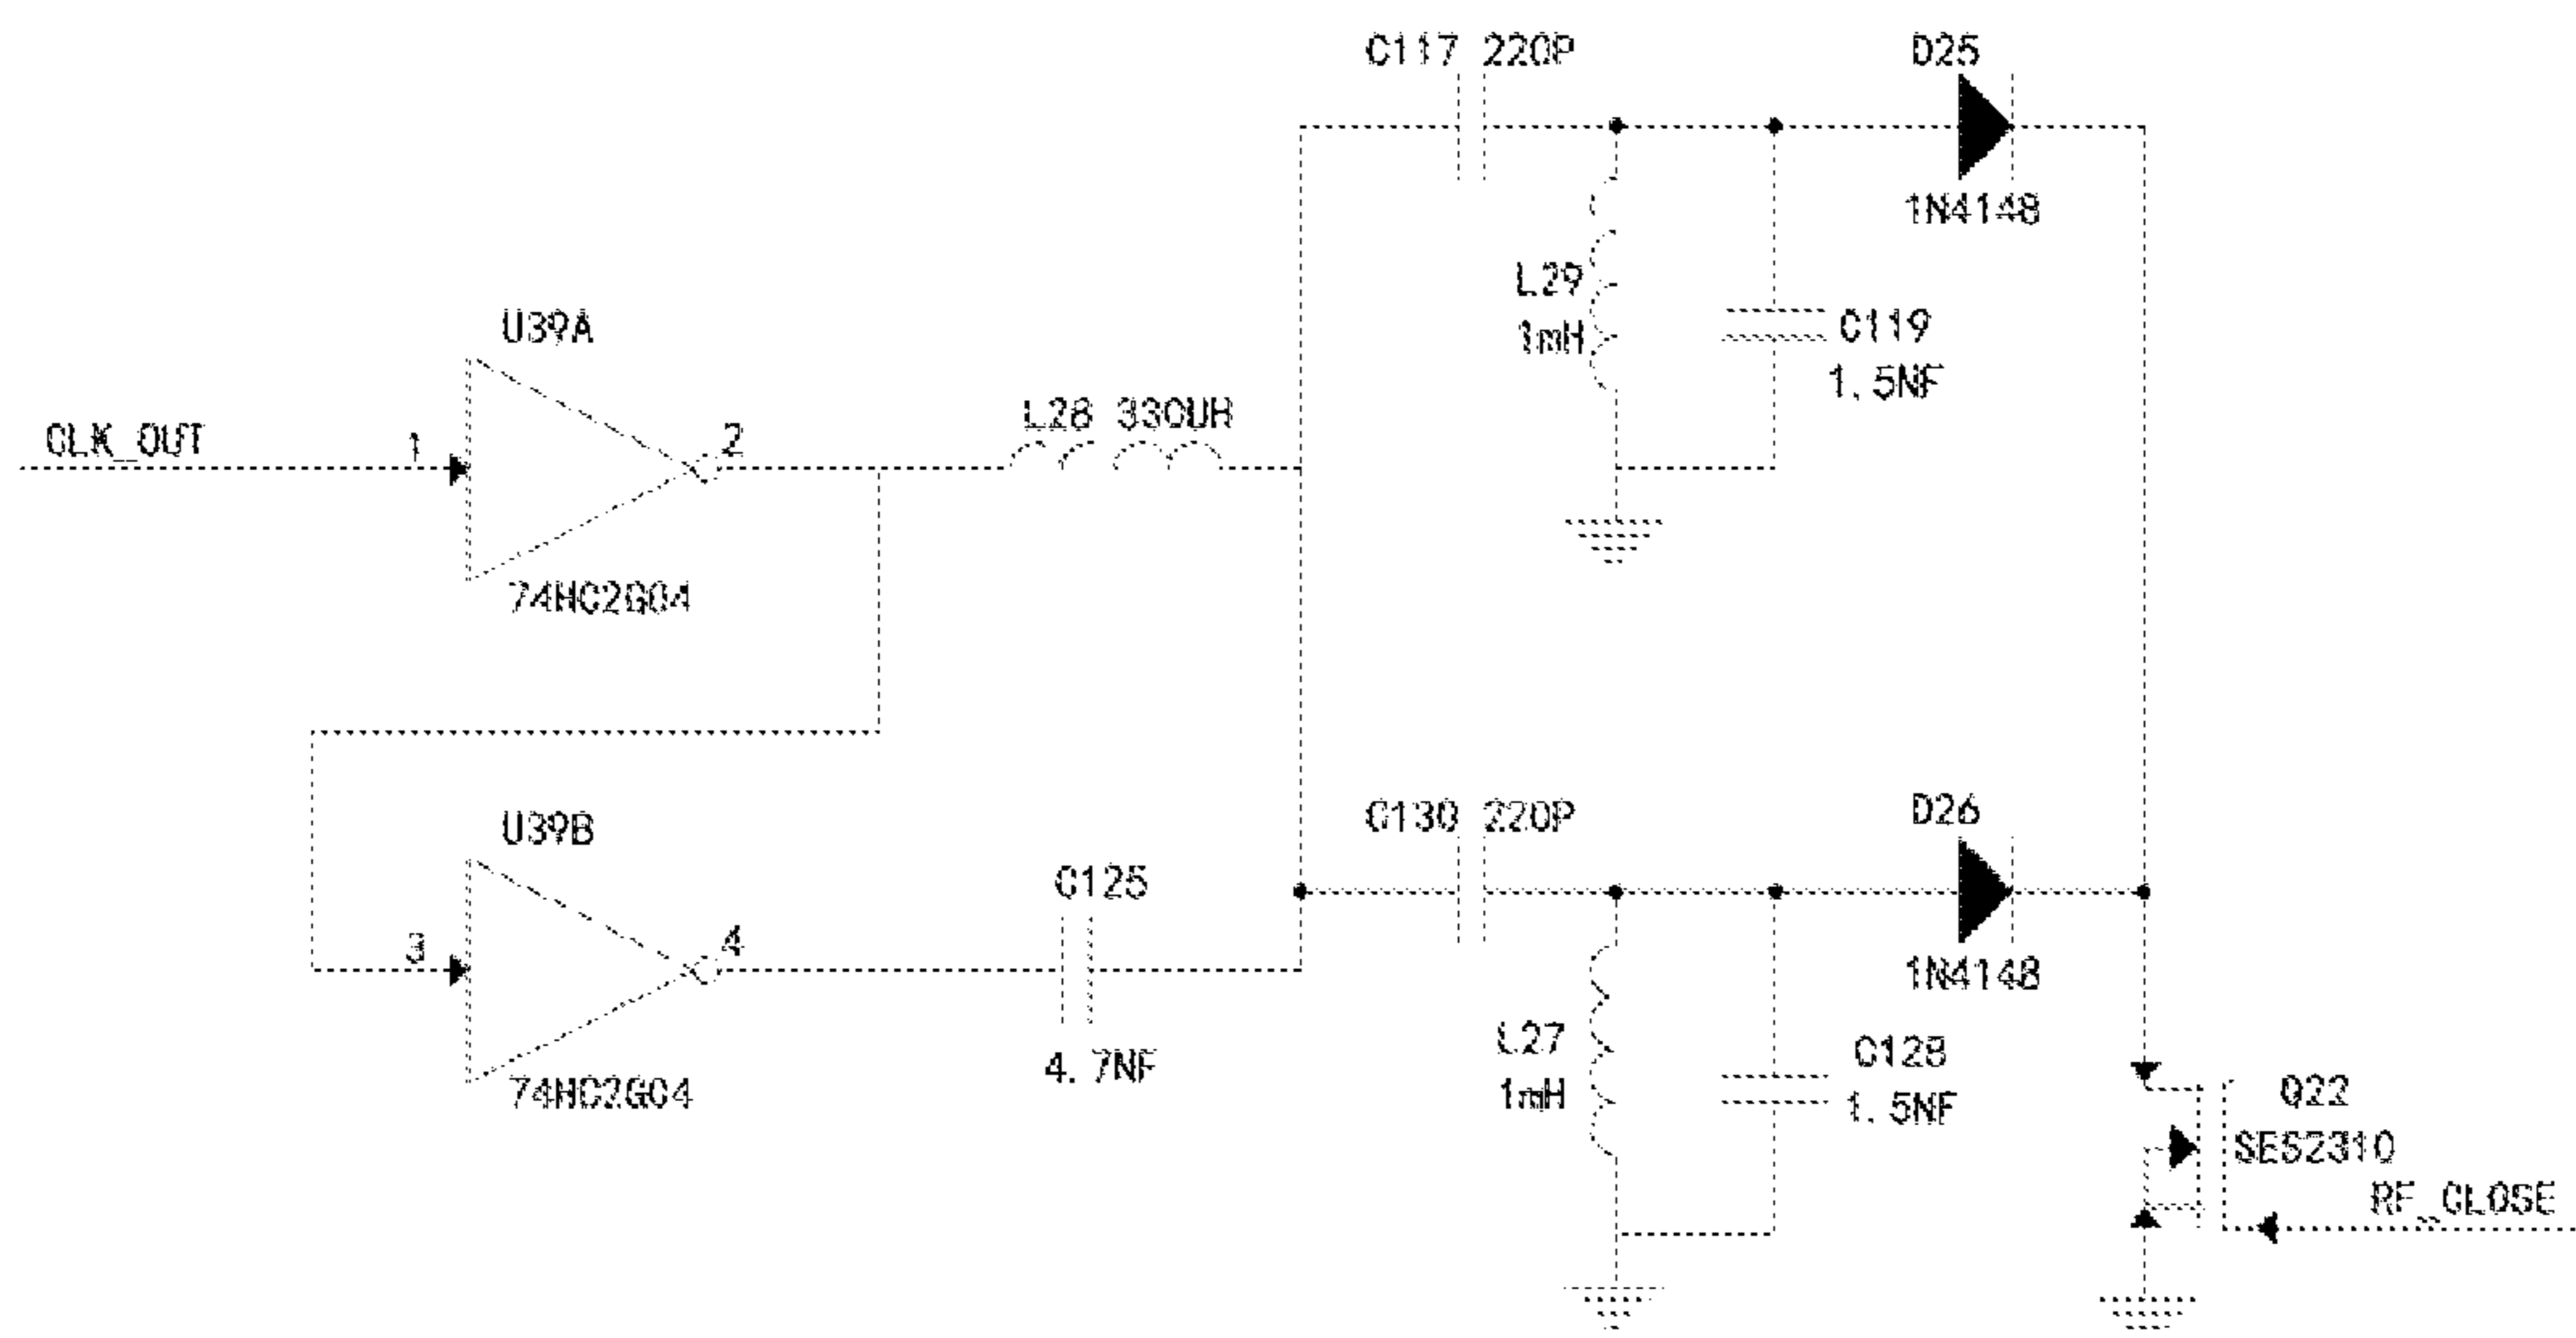 C117 220P
D25
1N4148
L29
1mH
C119
1.5NF
U39A
CLK_OUT
1
2
L28 330UH
74HC2G04
U39B
3
4
74HC2G04
C125
4.7NF
C130 220P
D26
1N4148
L27
1mH
C128
1.5NF
Q22
SES2310
RF_CLOSE